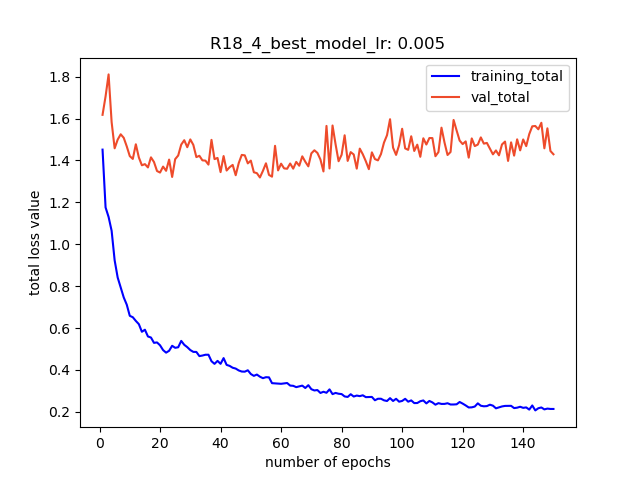 R18_4_best_model_lr: 0.005
training_total
val_total
total loss value
1.8
1.6
1.4
1.2
1.0
0.8
0.6
0.4
0.2
0 20 40 60 80 100 120 140
number of epochs